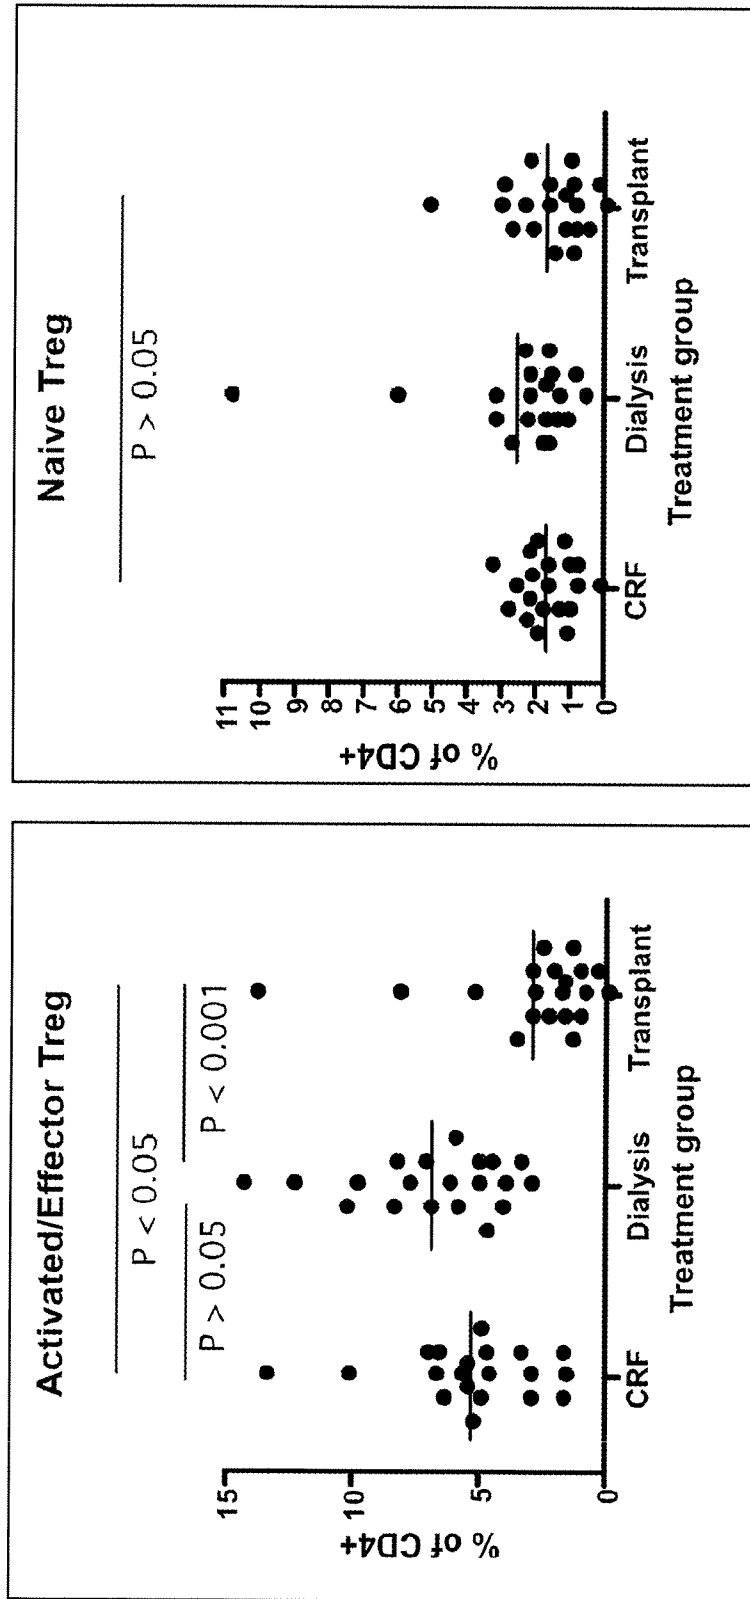 Activated/Effector Treg
P < 0.05
P > 0.05
P < 0.001
% of CD4+
15
10
5
0
CRF
Dialysis
Transplant
Treatment group
Naive Treg
P > 0.05
% of CD4+
11
10
9
8
7
6
5
4
3
2
1
0
CRF
Dialysis
Transplant
Treatment group